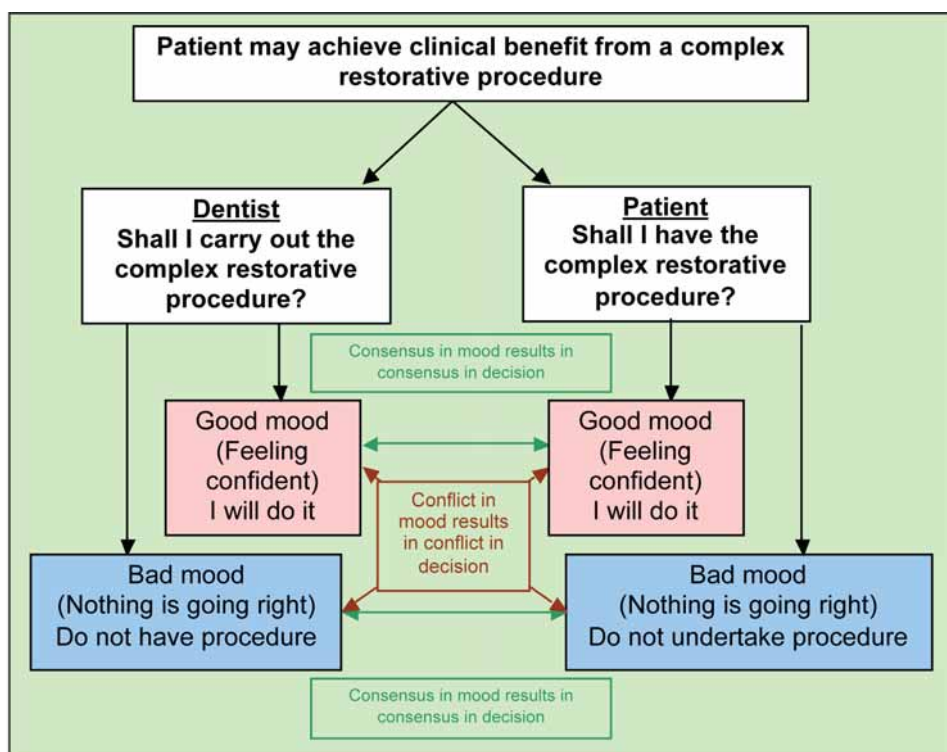 Patient may achieve clinical benefit from a complex
restorative procedure
Dentist
Shall I carry out the
complex restorative
procedure?
Patient
Shall I have the
complex restorative
procedure?
Consensus in mood results in
consensus in decision
Good mood
(Feeling
confident)
I will do it
Good mood
(Feeling
confident)
I will do it
Conflict in
mood results
in conflict in
decision
Bad mood
(Nothing is going right)
Do not have procedure
Bad mood
(Nothing is going right)
Do not undertake procedure
Consensus in mood results in
consensus in decision